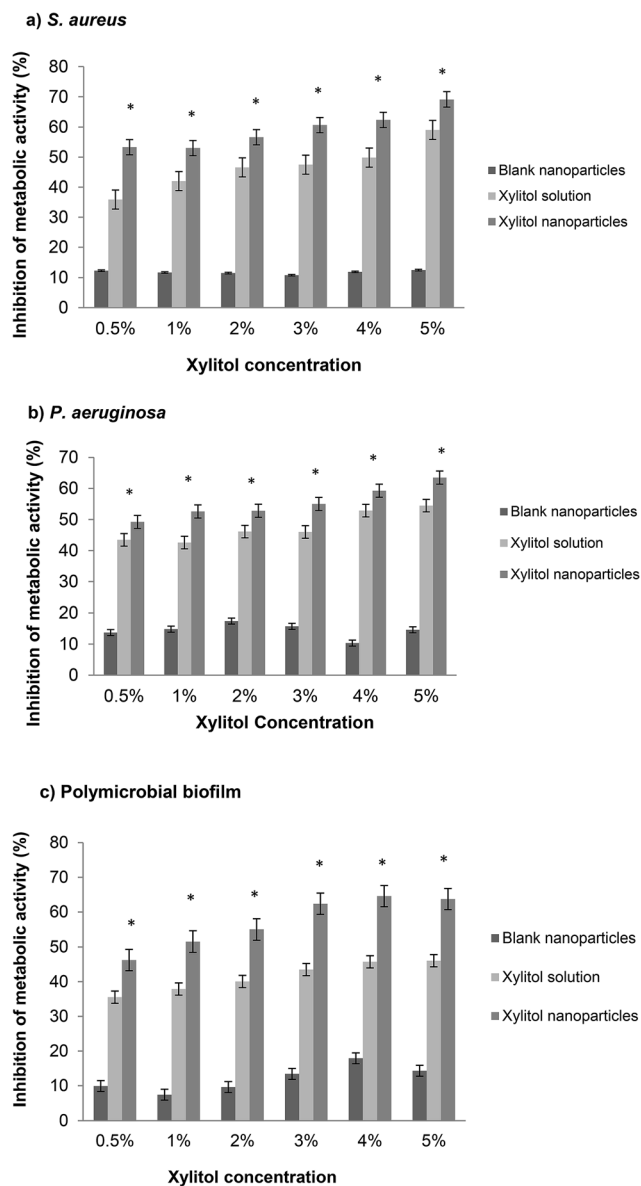 a) S. aureus
Inhibition of metabolic activity (%)
80
70
60
50
40
30
20
10
0
* * * * * *
0.5% 1% 2% 3% 4% 5%
Xylitol concentration
Blank nanoparticles
Xylitol solution
Xylitol nanoparticles
b) P. aeruginosa
Inhibition of metabolic activity (%)
70
60
50
40
30
20
10
0
* * * * * *
0.5% 1% 2% 3% 4% 5%
Xylitol Concentration
Blank nanoparticles
Xylitol solution
Xylitol nanoparticles
c) Polymicrobial biofilm
Inhibition of metabolic activity (%)
80
70
60
50
40
30
20
10
0
* * * * * *
0.5% 1% 2% 3% 4% 5%
Xylitol concentration
Blank nanoparticles
Xylitol solution
Xylitol nanoparticles